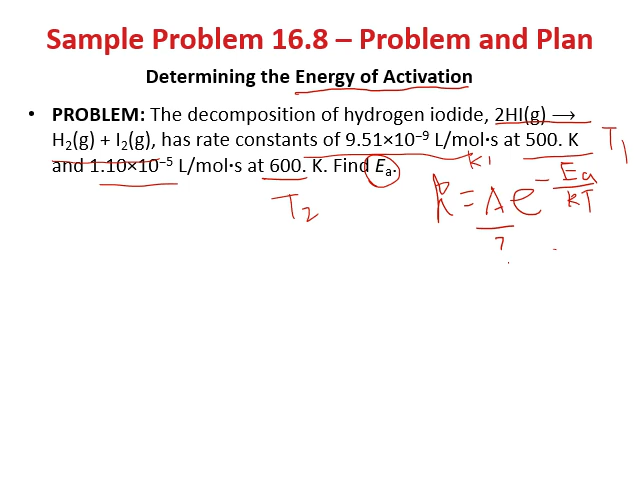 Sample Problem 16.8 – Problem and Plan
Determining the Energy of Activation
• PROBLEM: The decomposition of hydrogen iodide, 2HI(g) ⟶
H₂(g) + I₂(g), has rate constants of 9.51×10⁻⁹ L/mol·s at 500. K
and 1.10×10⁻⁵ L/mol·s at 600. K. Find Eₐ.
T₁
K₁
T₂
k = A e^(-Ea/kT)
?